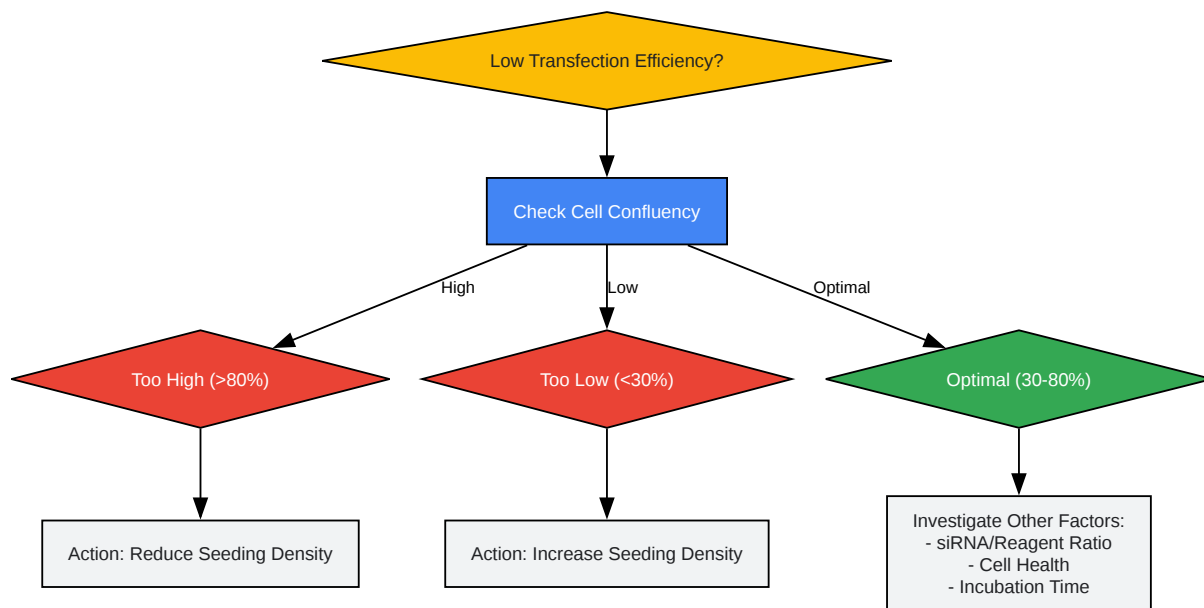 Low Transfection Efficiency?
Check Cell Confluency
High
Low
Optimal
Too High (>80%)
Too Low (<30%)
Optimal (30-80%)
Action: Reduce Seeding Density
Action: Increase Seeding Density
Investigate Other Factors:
- siRNA/Reagent Ratio
- Cell Health
- Incubation Time